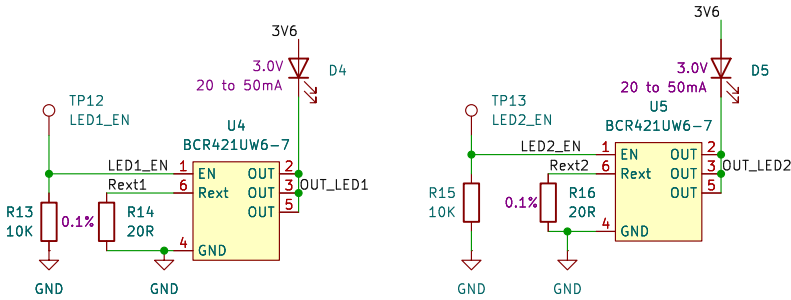 3V6
3.0V
20 to 50mA
D4
TP12
LED1_EN
U4
BCR421UW6-7
LED1_EN
1
EN
OUT
2
Rext1
6
Rext
OUT
3
OUT_LED1
OUT
5
R13
10K
0.1%
R14
20R
4
GND
GND
GND
3V6
3.0V
20 to 50mA
D5
TP13
LED2_EN
U5
BCR421UW6-7
LED2_EN
1
EN
OUT
2
Rext2
6
Rext
OUT
3
OUT_LED2
OUT
5
R15
10K
0.1%
R16
20R
4
GND
GND
GND